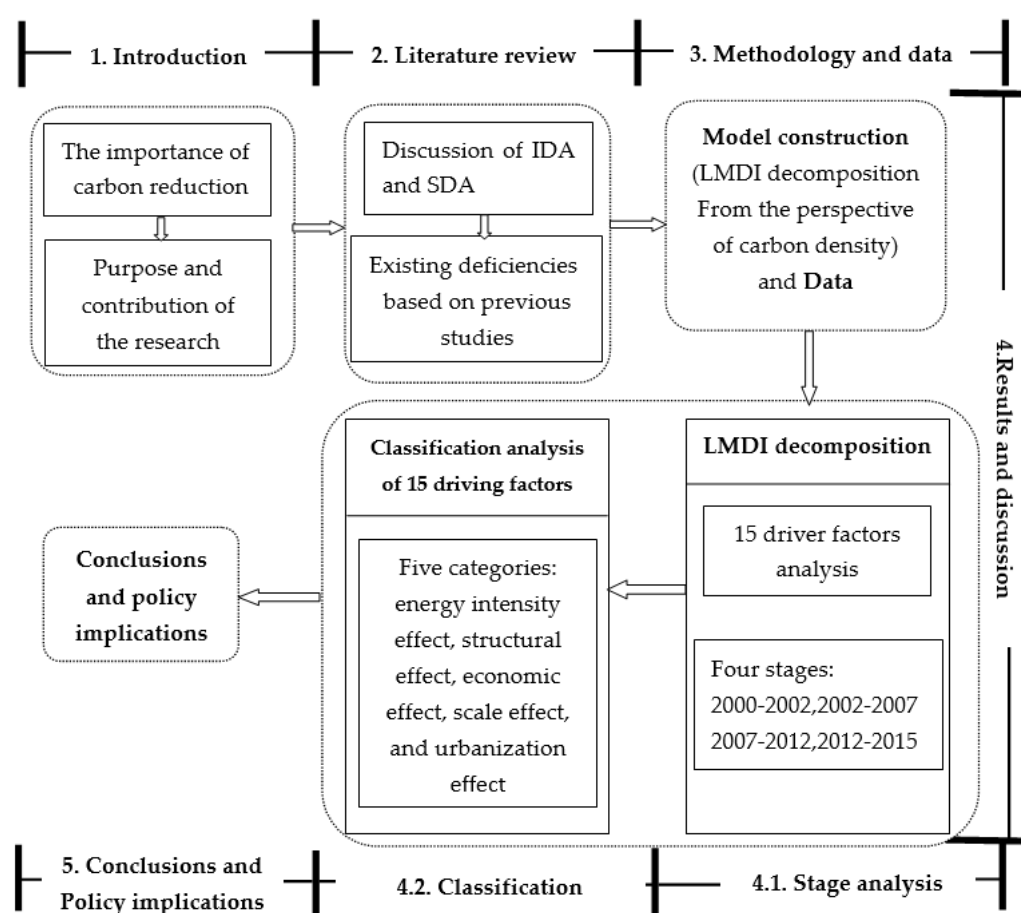 1. Introduction
2. Literature review
3. Methodology and data
The importance of
carbon reduction
Purpose and
contribution of
the research
Discussion of IDA
and SDA
Existing deficiencies
based on previous
studies
Model construction
(LMDI decomposition
From the perspective
of carbon density)
and Data
4.Results and discussion
LMDI decomposition
15 driver factors
analysis
Four stages:
2000-2002,2002-2007
2007-2012,2012-2015
Classification analysis
of 15 driving factors
Five categories:
energy intensity
effect, structural
effect, economic
effect, scale effect,
and urbanization
effect
Conclusions
and policy
implications
5. Conclusions and
Policy implications
4.2. Classification
4.1. Stage analysis